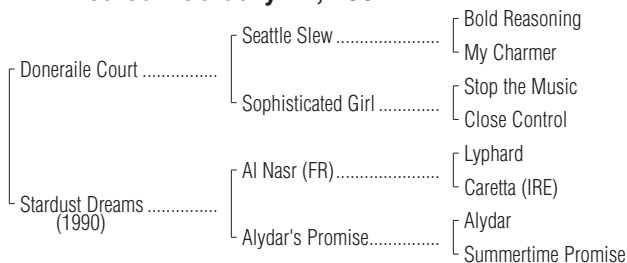 Bold Reasoning
Seattle Slew ..........................
My Charmer
Doneraile Court ................
Stop the Music
Sophisticated Girl ...............
Close Control
Lyphard
Al Nasr (FR)..........................
Caretta (IRE)
Stardust Dreams ...............
(1990)
Alydar
Alydar's Promise.................
Summertime Promise